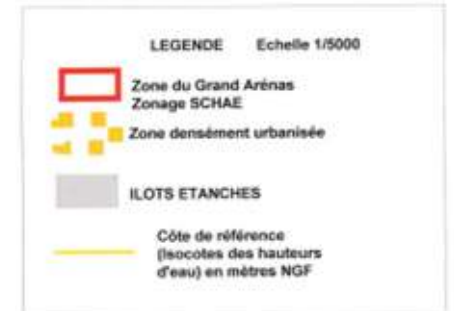 LEGENDE Echelle 1/5000
Zone du Grand Arénas
Zonage SCHAE
Zone densément urbanisée
ILOTS ETANCHES
Côte de référence
(Isocotes des hauteurs
d'eau) en mètres NGF